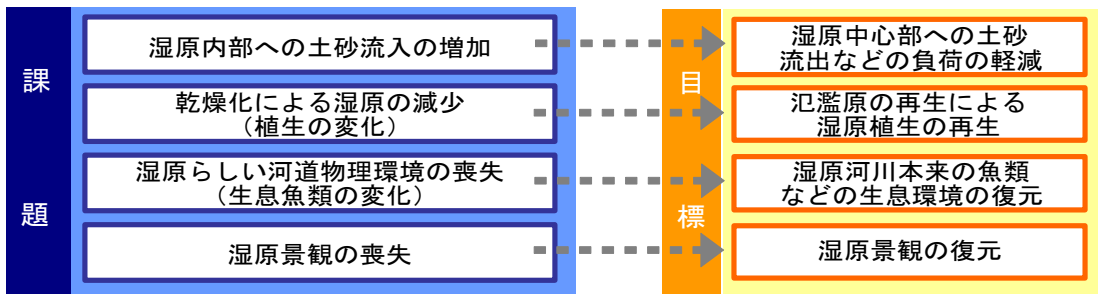 課
題
湿原内部への土砂流入の増加
乾燥化による湿原の減少
（植生の変化）
湿原らしい河道物理環境の喪失
（生息魚類の変化）
湿原景観の喪失
目
標
湿原中心部への土砂
流出などの負荷の軽減
氾濫原の再生による
湿原植生の再生
湿原河川本来の魚類
などの生息環境の復元
湿原景観の復元